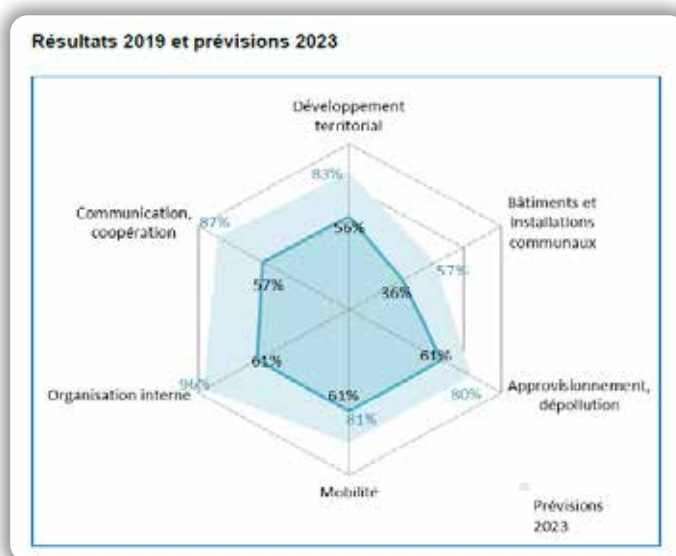 Résultats 2019 et prévisions 2023
Développement
territorial
83%
56%
Bâtiments et
installations
communaux
57%
36%
Communication,
coopération
87%
57%
61%
Approvisionnement,
dépollution
80%
Organisation interne
96%
61%
61%
81%
Mobilité
Prévisions
2023